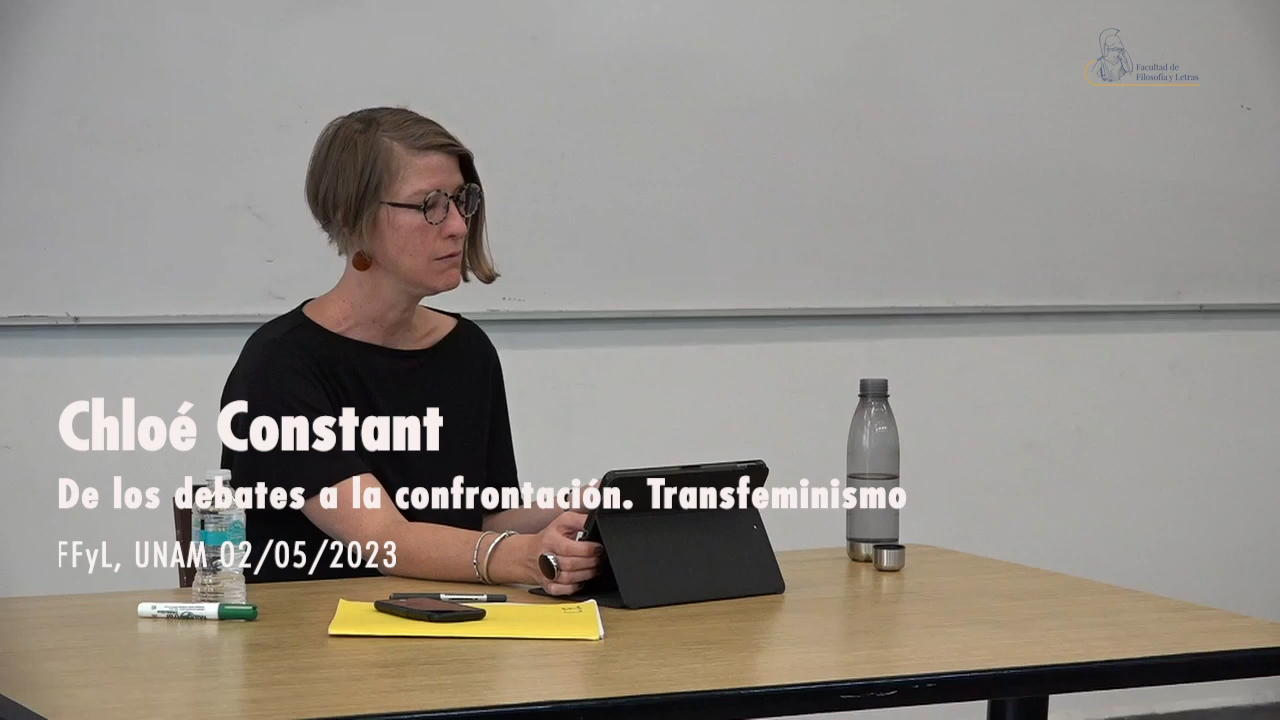 Facultad de
Filosofía y Letras
Chloé Constant
De los debates a la confrontación. Transfeminismo
FFyL, UNAM 02/05/2023